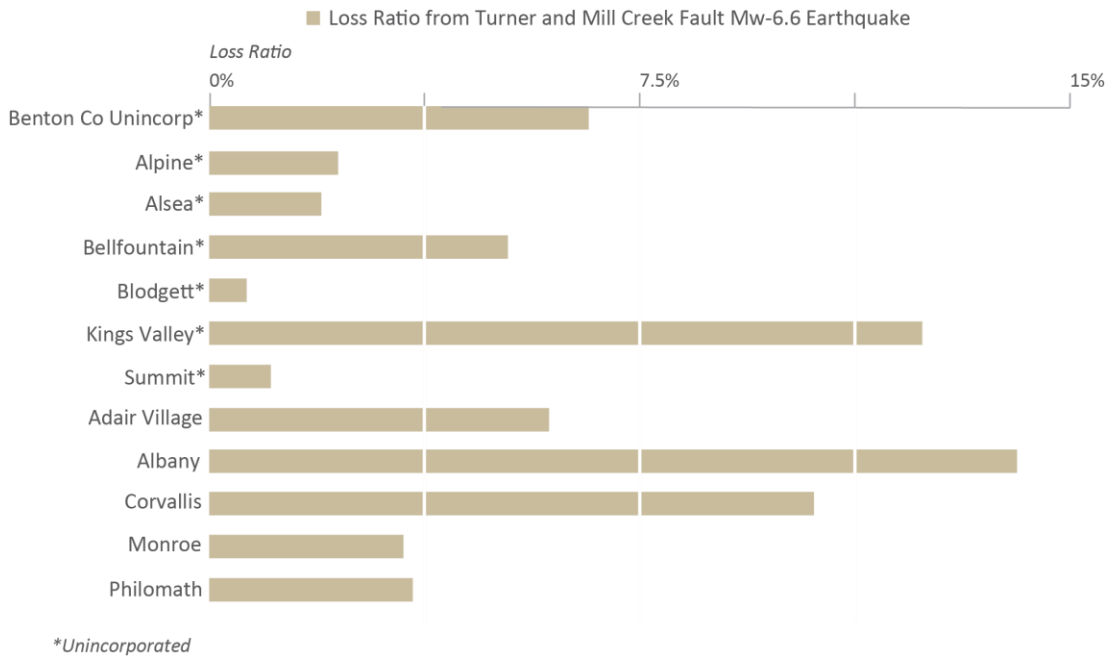 Loss Ratio from Turner and Mill Creek Fault Mw-6.6 Earthquake
Loss Ratio
0% 7.5% 15%
Benton Co Unincorp*
Alpine*
Alsea*
Bellfountain*
Blodgett*
Kings Valley*
Summit*
Adair Village
Albany
Corvallis
Monroe
Philomath
*Unincorporated